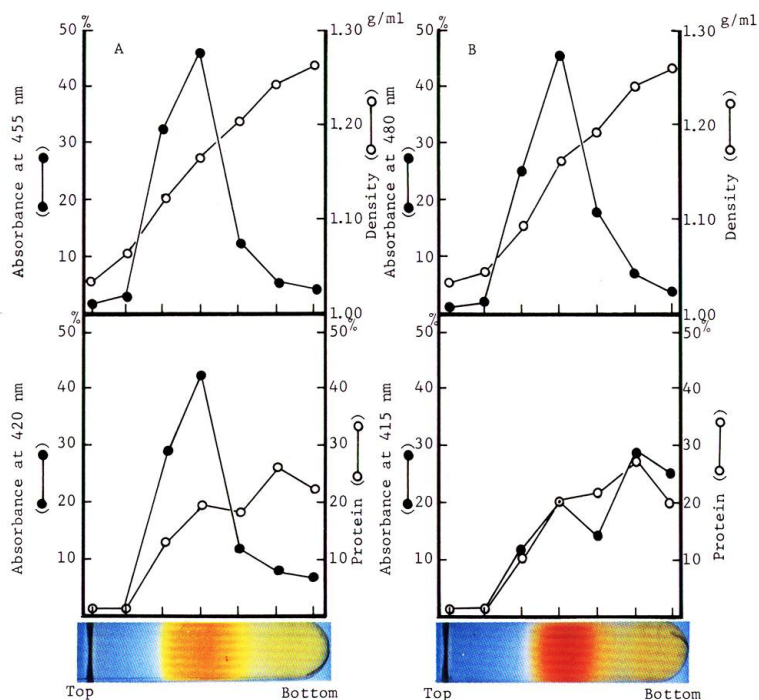 % g/ml % g/ml
50 A 1.30 50 B 1.30
40 40
30 1.20 30 1.20
20 20
10 1.10 10 1.10
1.00 1.00
Absorbance at 455 nm
Density
Absorbance at 480 nm
Density
% % %
50 50 50 50
40 40 40 40
30 30 30 30
20 20 20 20
10 10 10 10
Absorbance at 420 nm
Protein
Absorbance at 415 nm
Protein
Top Bottom Top Bottom